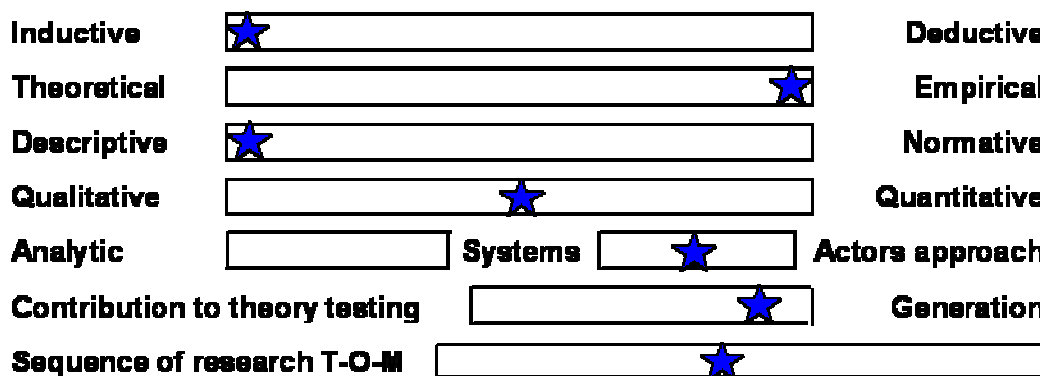 Inductive Deductive
Theoretical Empirical
Descriptive Normative
Qualitative Quantitative
Analytic Systems Actors approach
Contribution to theory testing Generation
Sequence of research T-O-M